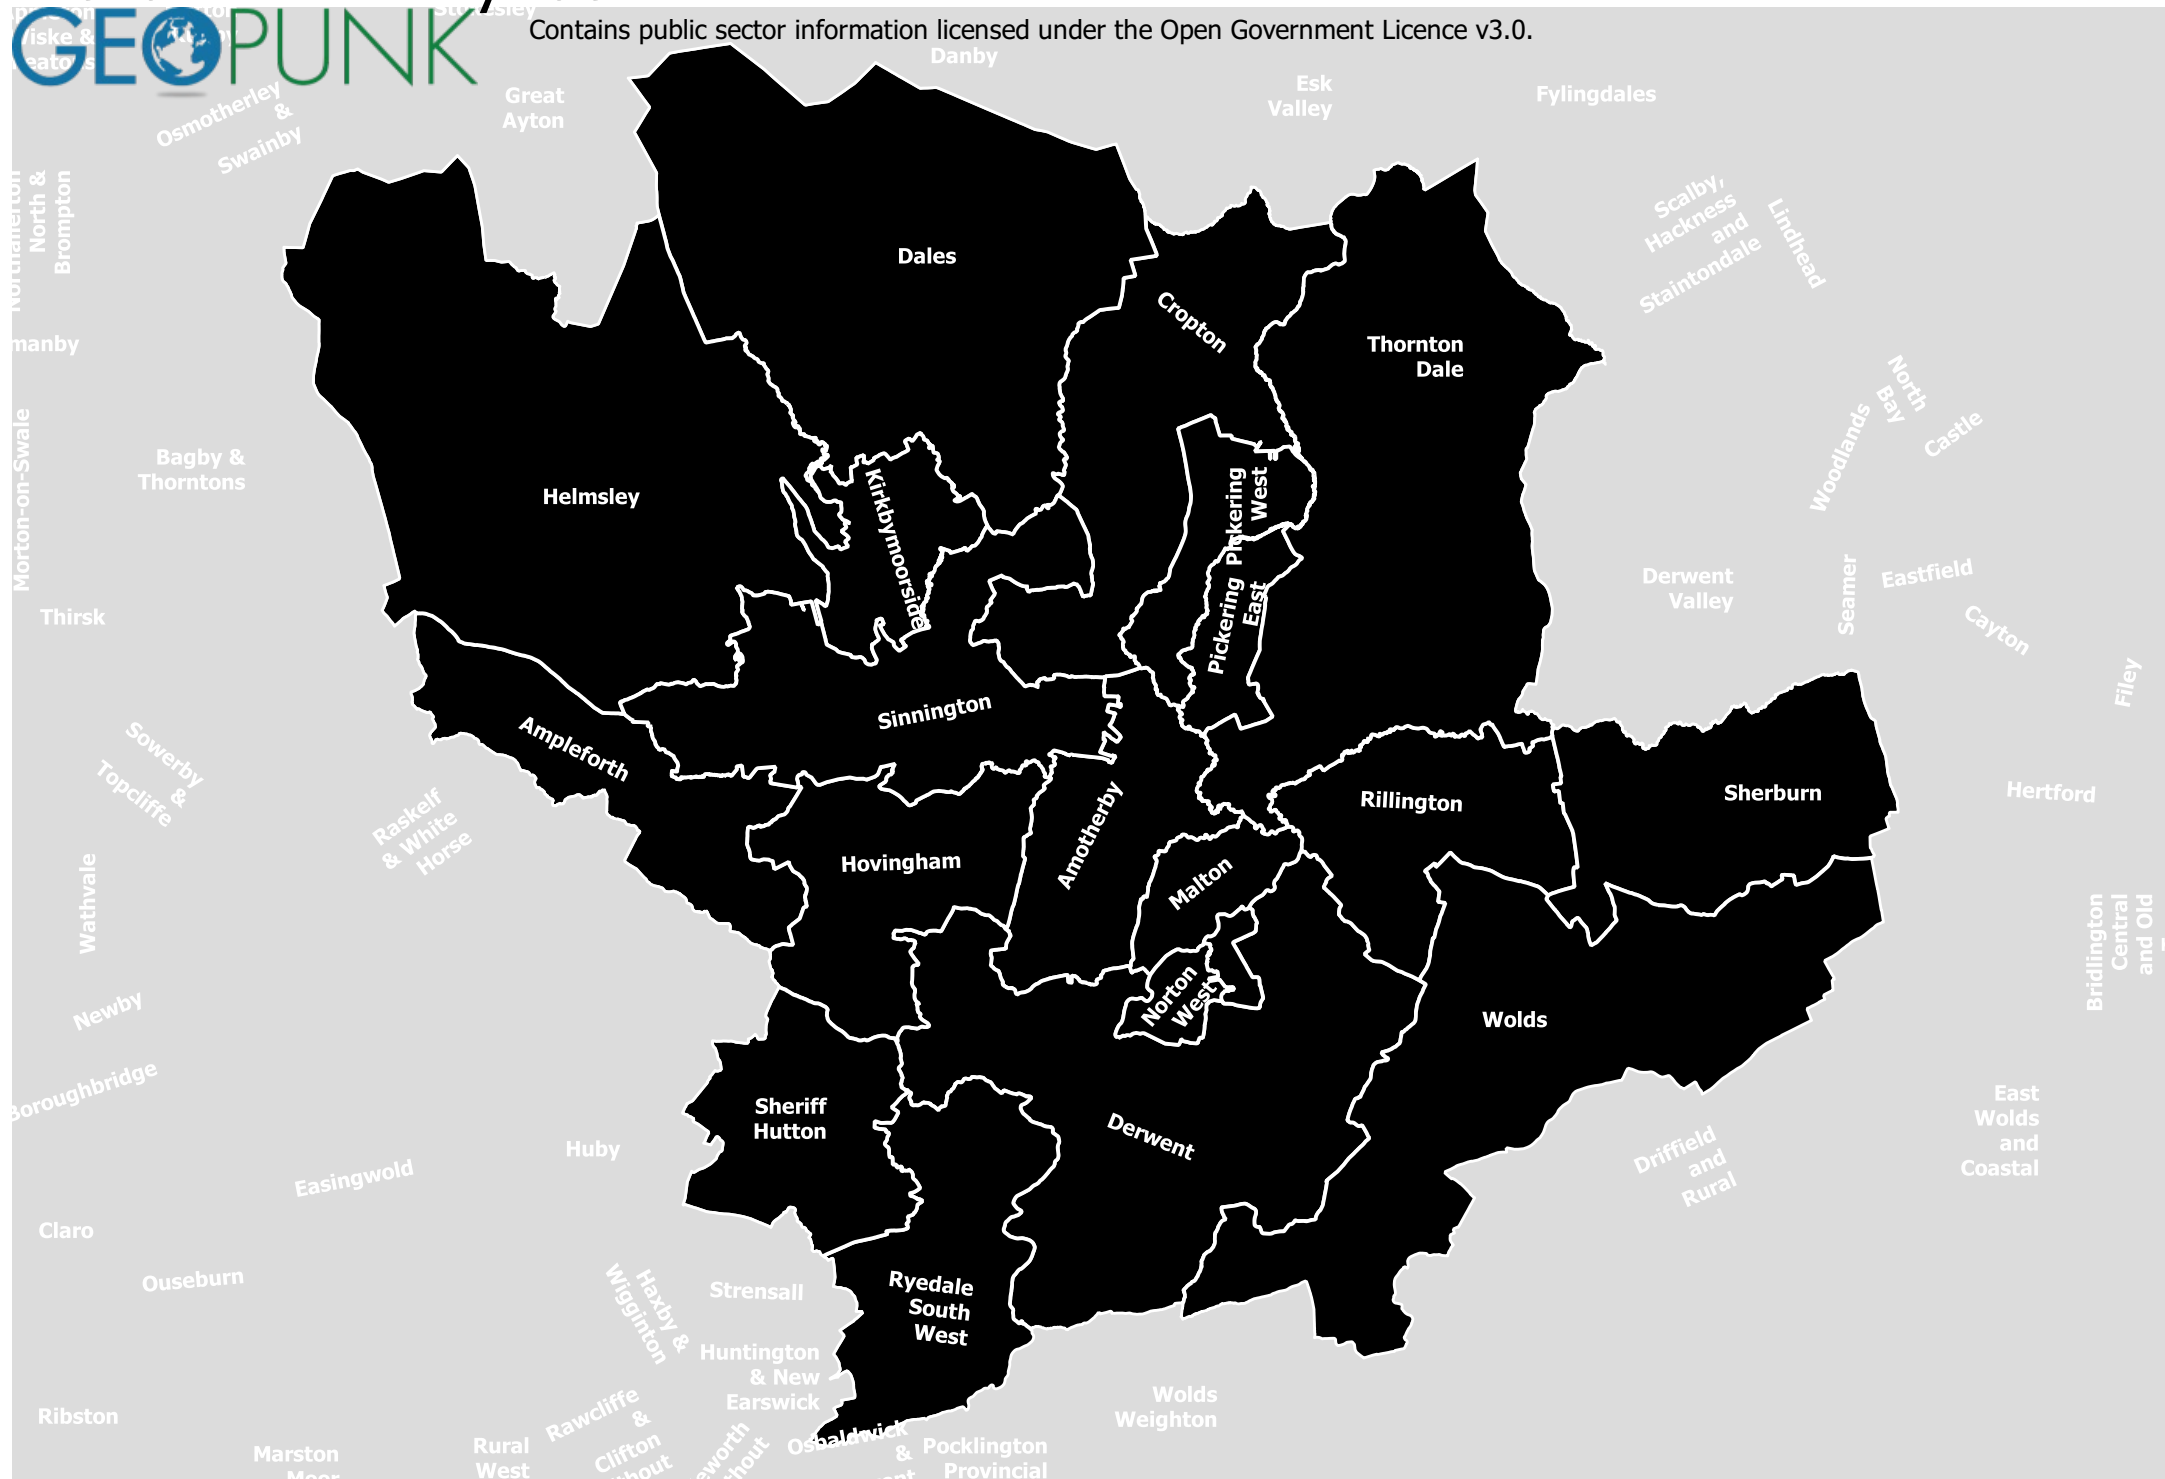 GEOPUNK
Contains public sector information licensed under the Open Government Licence v3.0.
Stokesley
Danby
Esk
Valley
Fylingdales
Great
Ayton
Osmotherley
&
Swainby
North &
Brompton
Scalby,
Hackness
and
Staintondale
Lindhead
Dales
Cropton
Thornton
Dale
North
Bay
Castle
Woodlands
Bagby &
Thorntons
Morton-on-Swale
Helmsley
Kirkbymoorside
Pickering
West
Pickering
East
Derwent
Valley
Seamer
Eastfield
Cayton
Filey
Thirsk
Sinnington
Ampleforth
Sowerby
&
Topcliffe
Raskelf
& White
Horse
Hovingham
Amotherby
Malton
Rillington
Sherburn
Hertford
Wathvale
Norton
West
Wolds
Bridlington
Central
and Old
Newby
Boroughbridge
Sheriff
Hutton
Huby
Derwent
Driffield
and
Rural
East
Wolds
and
Coastal
Easingwold
Claro
Ouseburn
Haxby &
Wigginton
Strensall
Ryedale
South
West
Huntington
& New
Earswick
Wolds
Weighton
Ribston
Rawcliffe
&
Clifton
Marston
Moor
Rural
West
Osbaldwick
&
Pocklington
Provincial